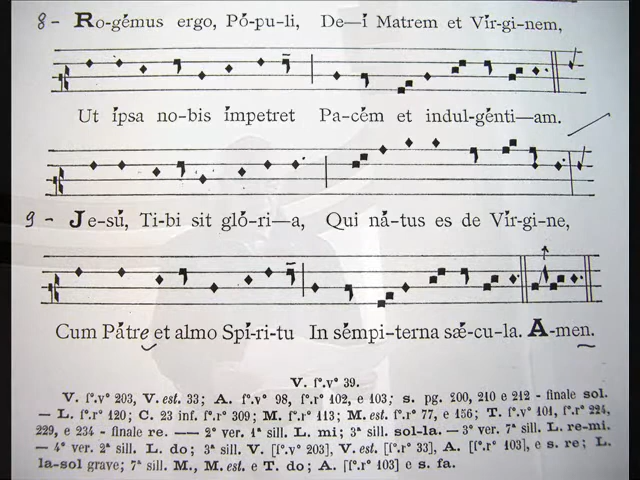 8 - Ro-gémus ergo, Pó-pu-li, De—í Matrem et Vír-gi-nem,
Ut ípsa no-bis ímpetret Pa-cém et indul-génti—am.
9 - Je-sú, Ti-bi sit gló-ri—a, Qui ná-tus es de Vír-gi-ne,
Cum Pátre et almo Spí-ri-tu In sémpi-terna sǽ-cu-la. A-men.
V. f.º v° 39.
V. f.º v° 203, V. est. 33; A. f.º v° 98, f.º r° 102, e 103; s. pg. 200, 210 e 212 - finale sol.
— L. f.º r° 120; C. 23 inf. f.º r° 309; M. f.º r° 113; M. est. f.º r° 77, e 156; T. f.º v° 101, f.º r° 224,
229, e 234 - finale re. —— 2° ver. 1ª sill. L. mi; 3ª sill. sol-la. — 3° ver. 7ª sill. L. re-mi.
— 4° ver. 2ª sill. L. do; 3ª sill. V. [f.º v° 203], V. est. [f.º r° 33], A. [f.º r° 103], e s. re; L.
la-sol grave; 7ª sill. M., M. est. e T. do; A. [f.º r° 103] e s. fa.